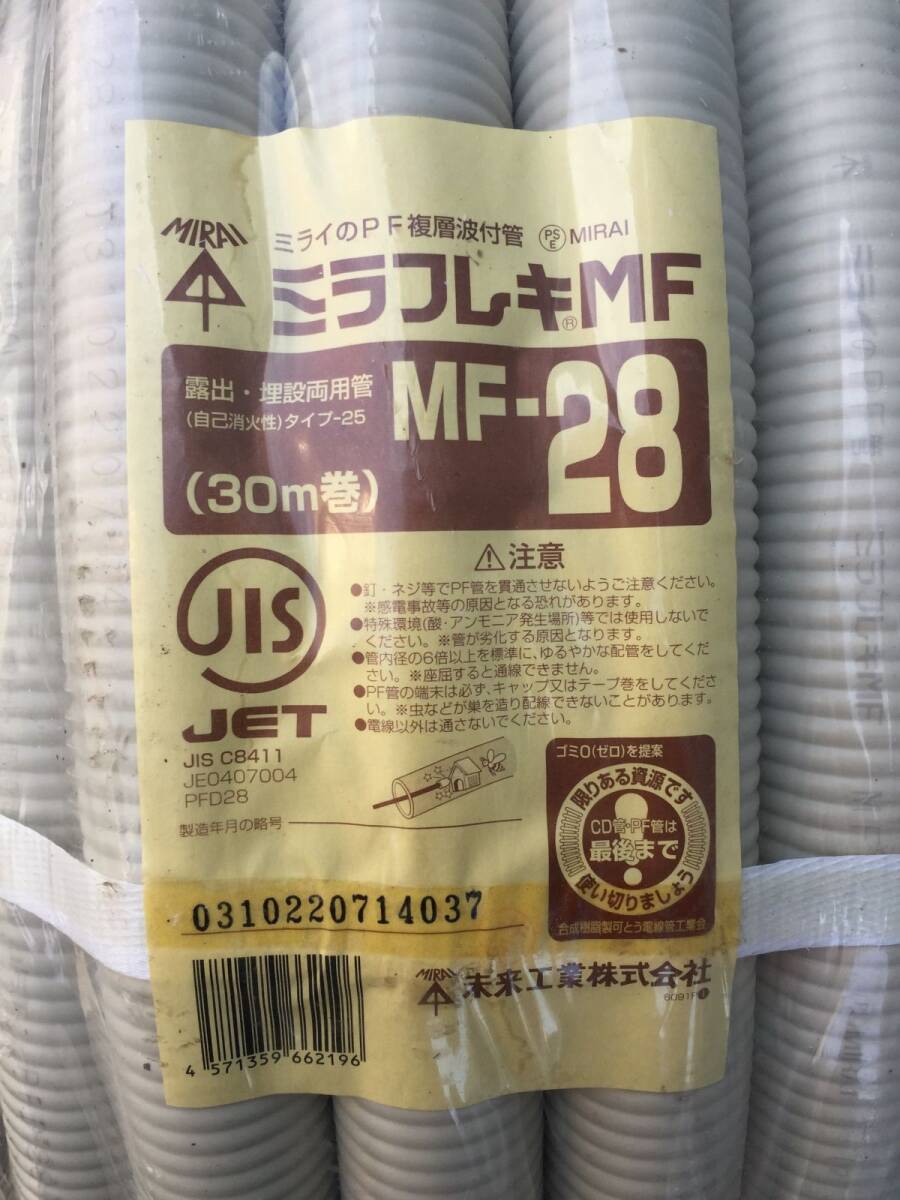 MIRAI
ミライのPF複層波付管 PSE MIRAI
ミラフレキ®MF
露出・埋設両用管
(自己消火性)タイプ-25
(30m巻)
MF-28
JIS
JET
JIS C8411
JE0407004
PFD28
製造年月の略号
⚠注意
●釘・ネジ等でPF管を貫通させないようご注意ください。
※感電事故等の原因となる恐れがあります。
●特殊環境(酸・アンモニア発生場所)等では使用しないで
ください。※管が劣化する原因となります。
●管内径の6倍以上を標準に、ゆるやかな配管をしてくだ
さい。※座屈すると通線できません。
●PF管の端末は必ず、キャップ又はテープ巻をしてくださ
い。※虫などが巣を造り配線できないことがあります。
●電線以外は通さないでください。
ゴミ0(ゼロ)を提案
限りある資源です
CD管・PF管は
最後まで
使い切りましょう
合成樹脂製可とう電線管工業会
0310220714037
MIRAI 未来工業株式会社
4 571359 662196